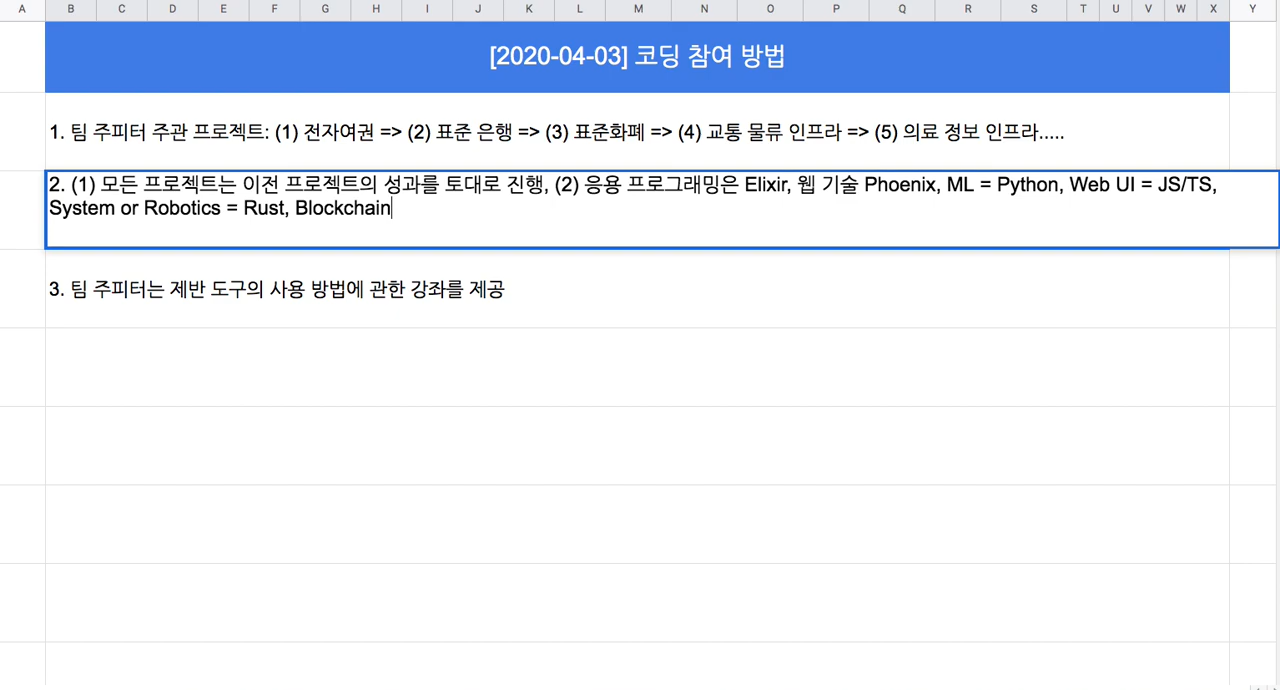 A B C D E F G H I J K L M N O P Q R S T U V W X Y
[2020-04-03] 코딩 참여 방법
1. 팀 주피터 주관 프로젝트: (1) 전자여권 => (2) 표준 은행 => (3) 표준화폐 => (4) 교통 물류 인프라 => (5) 의료 정보 인프라.....
2. (1) 모든 프로젝트는 이전 프로젝트의 성과를 토대로 진행, (2) 응용 프로그래밍은 Elixir, 웹 기술 Phoenix, ML = Python, Web UI = JS/TS,
System or Robotics = Rust, Blockchain
3. 팀 주피터는 제반 도구의 사용 방법에 관한 강좌를 제공